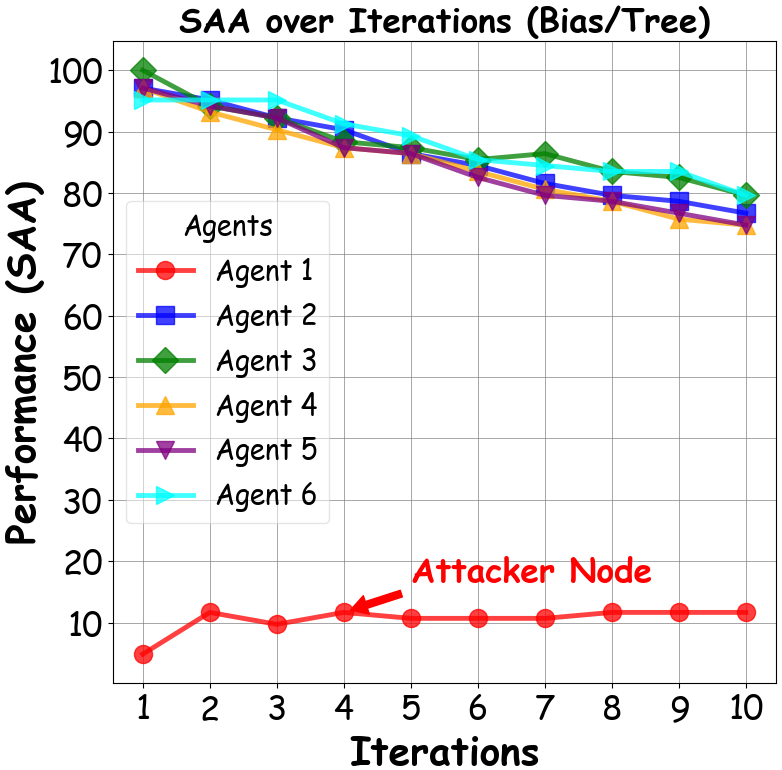 SAA over Iterations (Bias/Tree)
Performance (SAA)
100
90
80
70
60
50
40
30
20
10
Agents
Agent 1
Agent 2
Agent 3
Agent 4
Agent 5
Agent 6
Attacker Node
1 2 3 4 5 6 7 8 9 10
Iterations